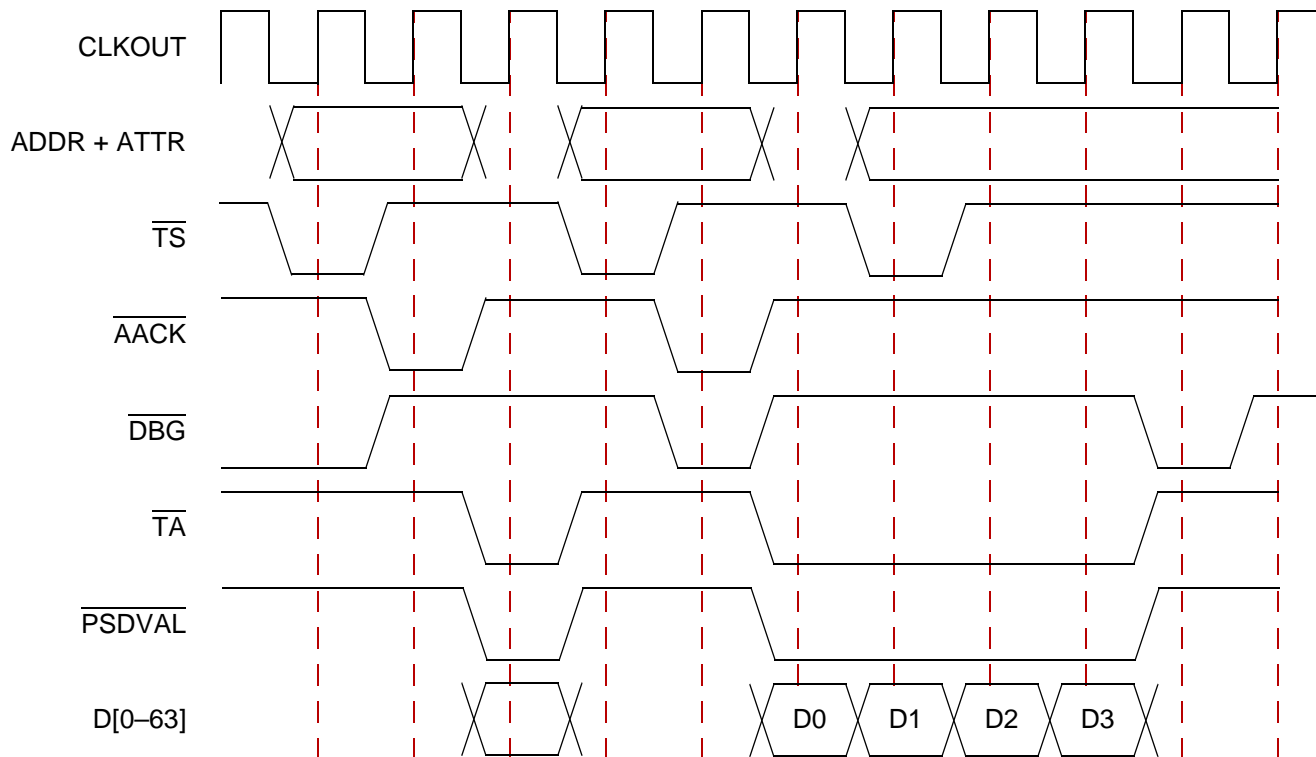 CLKOUT
ADDR + ATTR
TS
AACK
DBG
TA
PSDVAL
D[0–63]
D0 D1 D2 D3